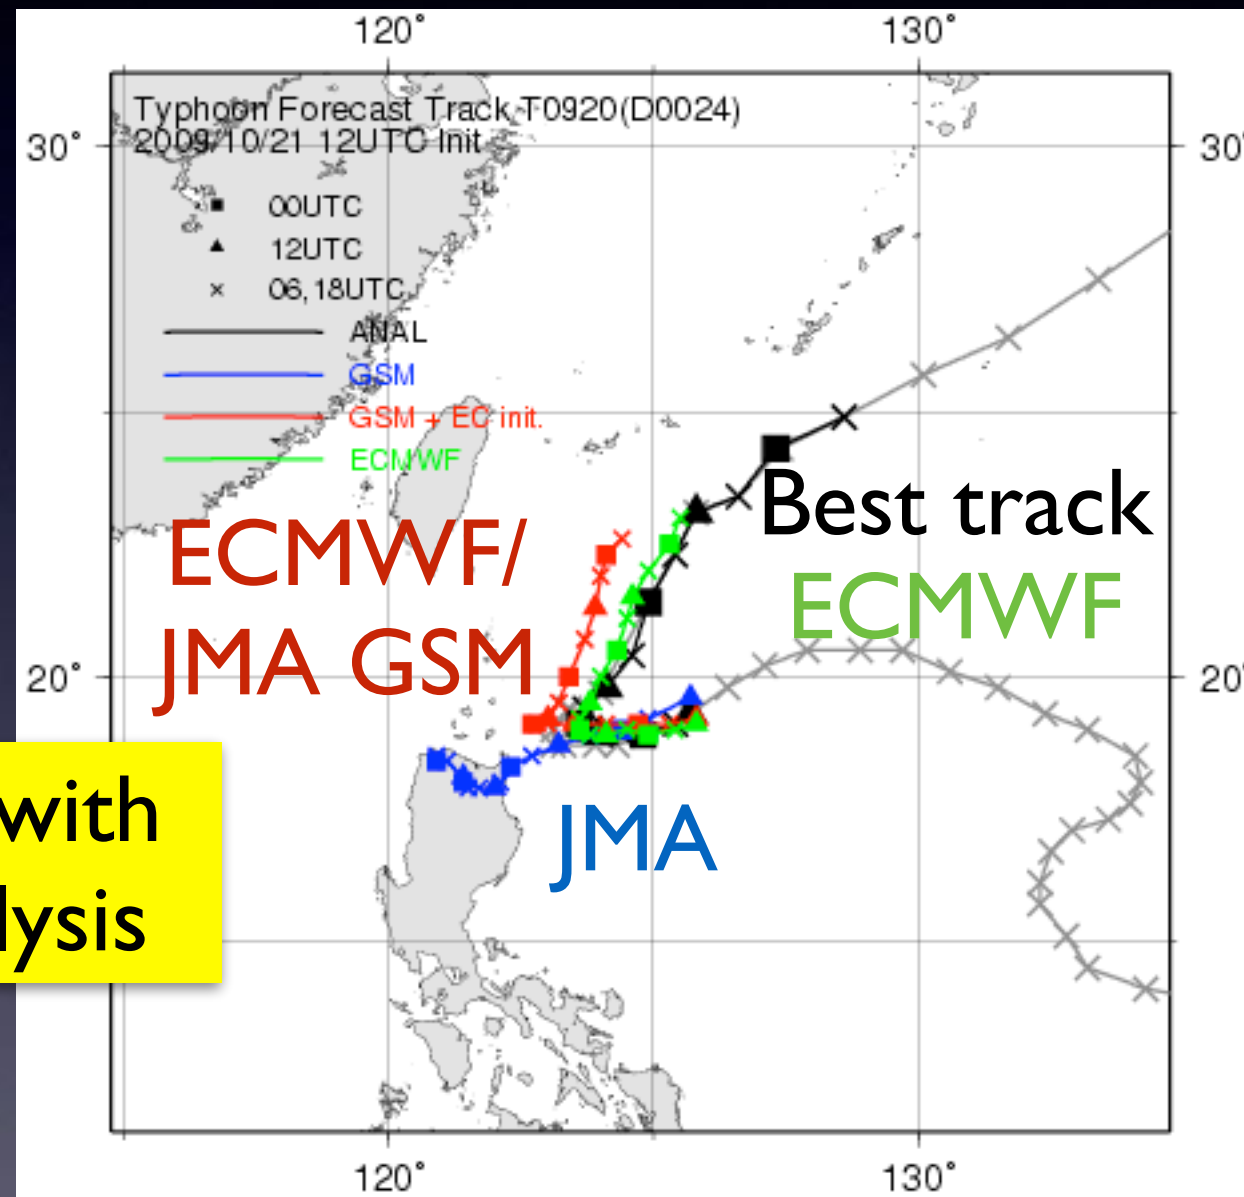 120° 130°
Typhoon Forecast Track T0920(D0024)
2009/10/21 12UTC Init.
30° 30°
00UTC
12UTC
06,18UTC
ANAL
GSM
GSM + EC init.
ECMWF
Best track
ECMWF
ECMWF/
JMA GSM
20° 20°
with
JMA
120° 130°